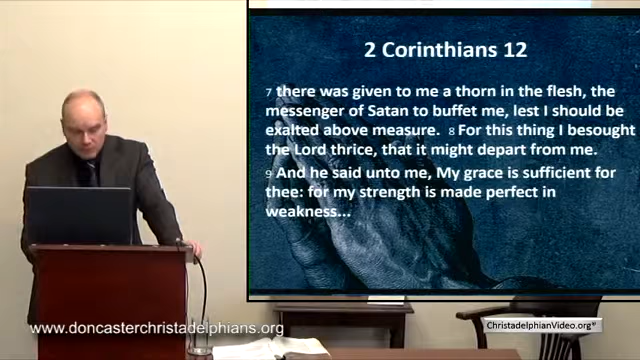 2 Corinthians 12
7 there was given to me a thorn in the flesh, the
messenger of Satan to buffet me, lest I should be
exalted above measure. 8 For this thing I besought
the Lord thrice, that it might depart from me.
9 And he said unto me, My grace is sufficient for
thee: for my strength is made perfect in
weakness...
www.doncasterchristadelphians.org
ChristadelphianVideo.org